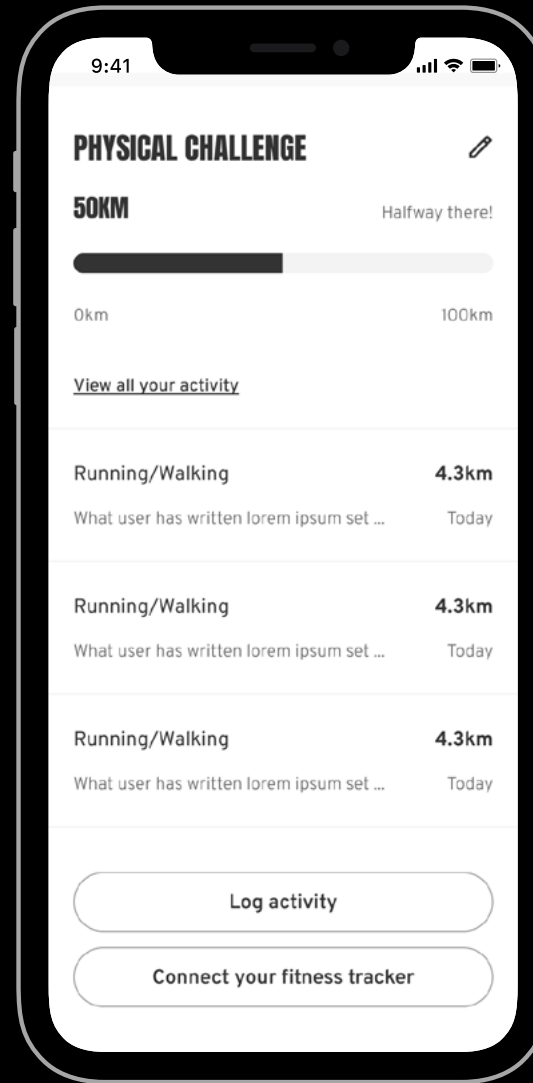 9:41
PHYSICAL CHALLENGE
50KM
Halfway there!
0km
100km
View all your activity
Running/Walking
4.3km
What user has written lorem ipsum set ...
Today
Running/Walking
4.3km
What user has written lorem ipsum set ...
Today
Running/Walking
4.3km
What user has written lorem ipsum set ...
Today
Log activity
Connect your fitness tracker